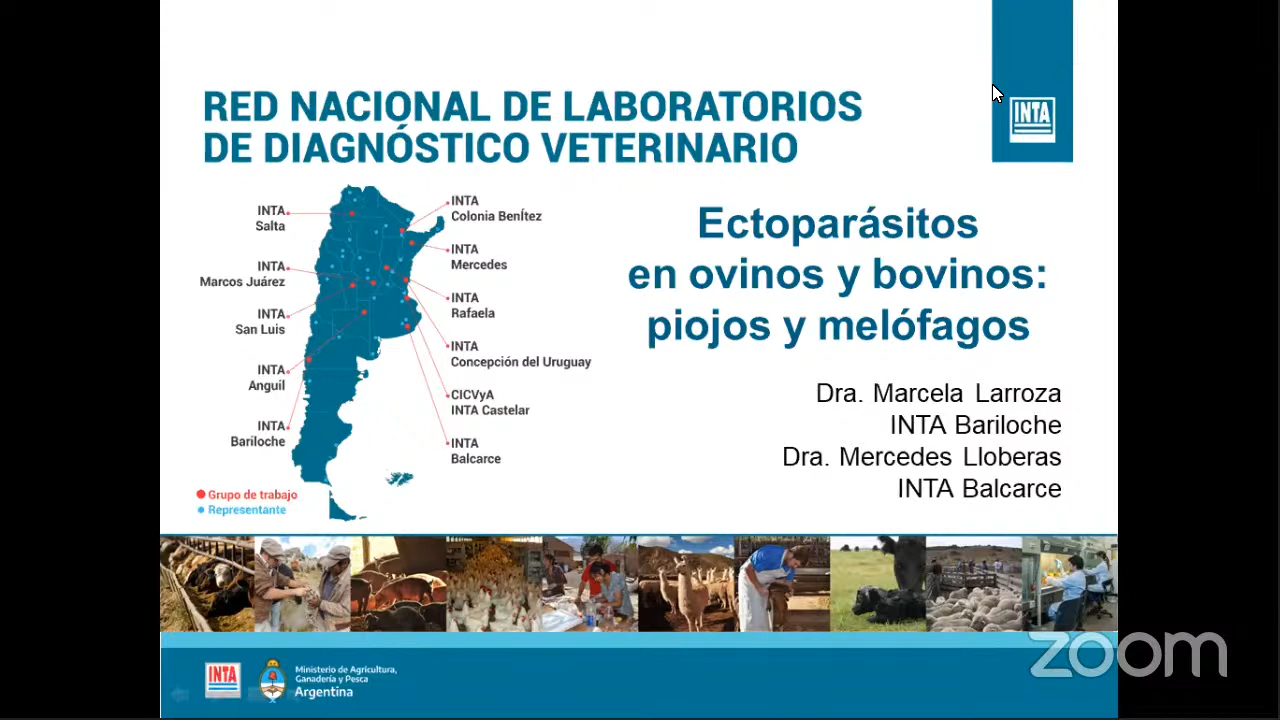 RED NACIONAL DE LABORATORIOS
DE DIAGNÓSTICO VETERINARIO
INTA
INTA
Salta
INTA
Marcos Juárez
INTA
San Luis
INTA
Anguil
INTA
Bariloche
INTA
Colonia BenÍtez
INTA
Mercedes
INTA
Rafaela
INTA
Concepción del Uruguay
CICVyA
INTA Castelar
INTA
Balcarce
Grupo de trabajo
Representante
Ectoparásitos
en ovinos y bovinos:
piojos y melófagos
Dra. Marcela Larroza
INTA Bariloche
Dra. Mercedes Lloberas
INTA Balcarce
INTA
Ministerio de Agricultura,
Ganadería y Pesca
Argentina
zoom